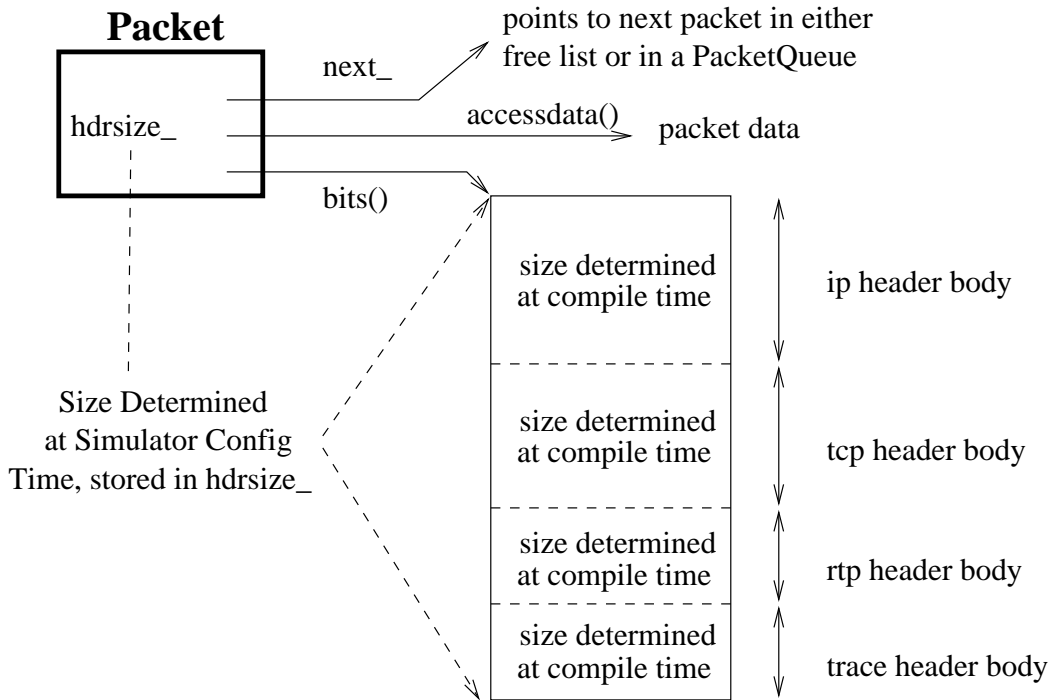 Packet
points to next packet in either
free list or in a PacketQueue
next_
accessdata()
packet data
hdrsize_
bits()
size determined
at compile time
ip header body
Size Determined
at Simulator Config
Time, stored in hdrsize_
size determined
at compile time
tcp header body
size determined
at compile time
rtp header body
size determined
at compile time
trace header body